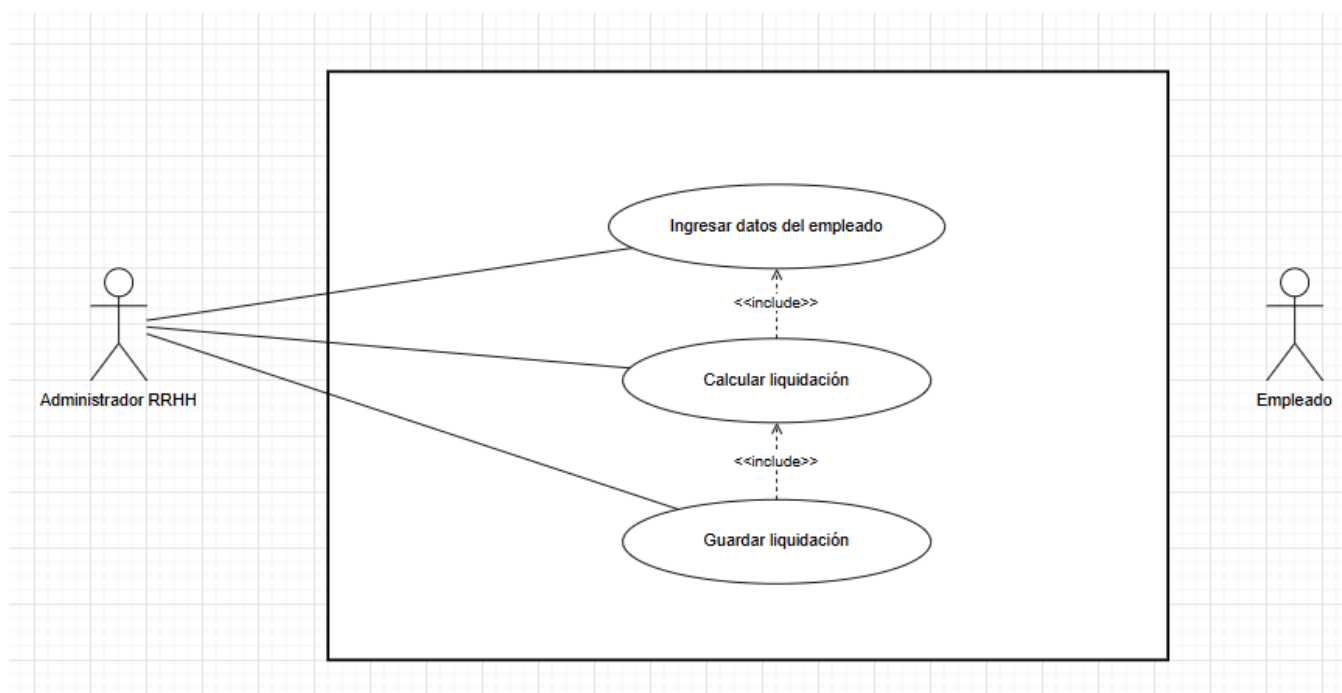 Ingresar datos del empleado
<<include>>
Calcular liquidación
Administrador RRHH
Empleado
<<include>>
Guardar liquidación